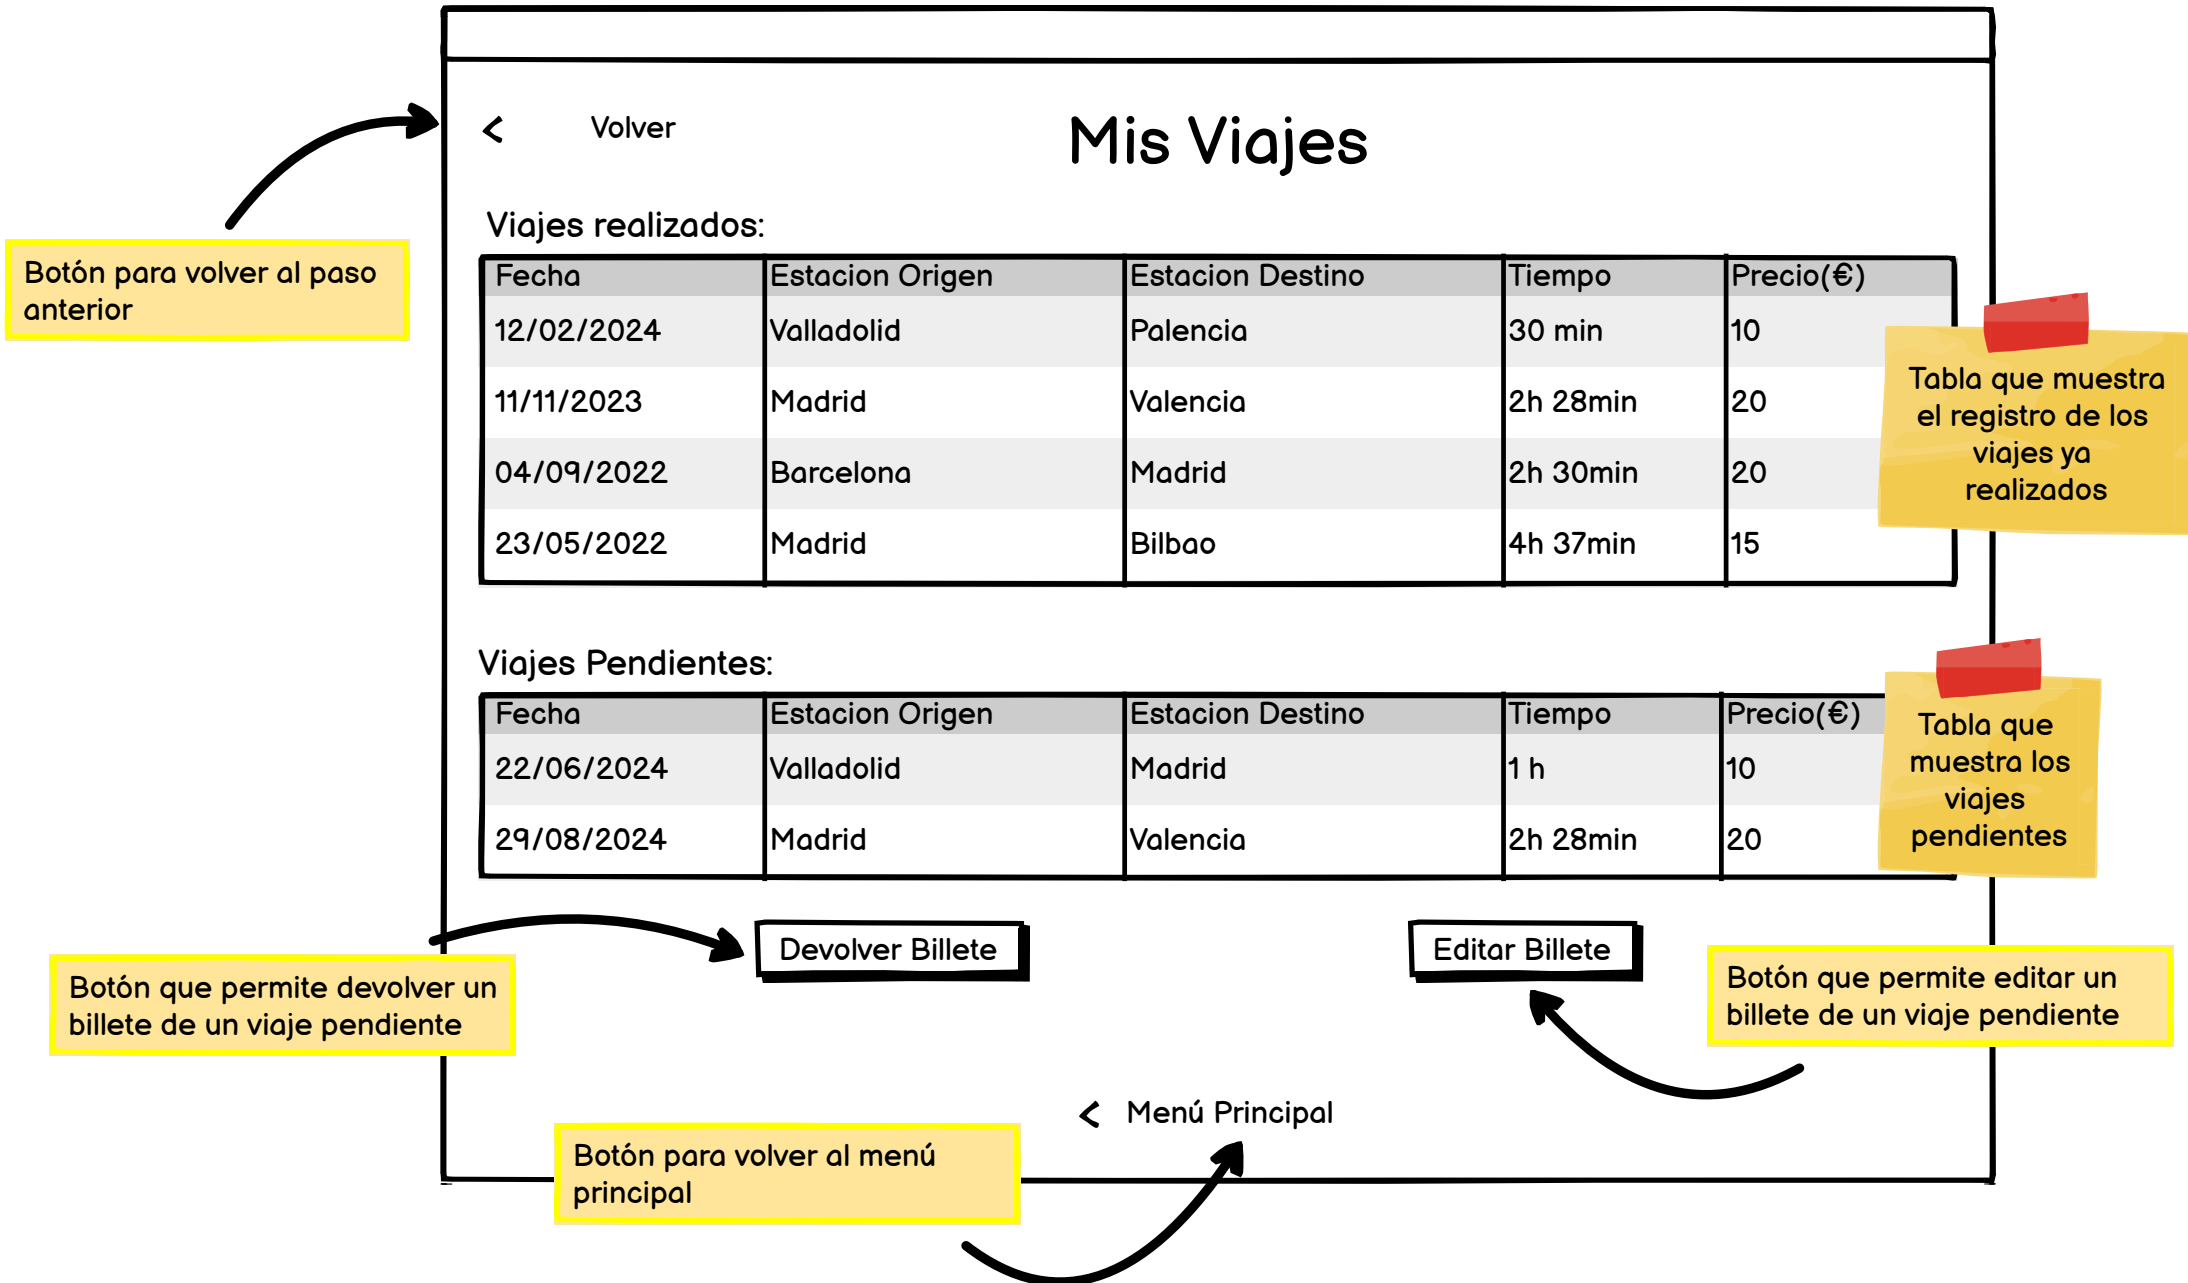 Volver
Mis Viajes
Botón para volver al paso
anterior
Viajes realizados:
Fecha Estacion Origen Estacion Destino Tiempo Precio(€)
12/02/2024 Valladolid Palencia 30 min 10
11/11/2023 Madrid Valencia 2h 28min 20
04/09/2022 Barcelona Madrid 2h 30min 20
23/05/2022 Madrid Bilbao 4h 37min 15
Tabla que muestra
el registro de los
viajes ya
realizados
Viajes Pendientes:
Fecha Estacion Origen Estacion Destino Tiempo Precio(€)
22/06/2024 Valladolid Madrid 1 h 10
29/08/2024 Madrid Valencia 2h 28min 20
Tabla que
muestra los
viajes
pendientes
Devolver Billete
Editar Billete
Botón que permite devolver un
billete de un viaje pendiente
Botón que permite editar un
billete de un viaje pendiente
Menú Principal
Botón para volver al menú
principal